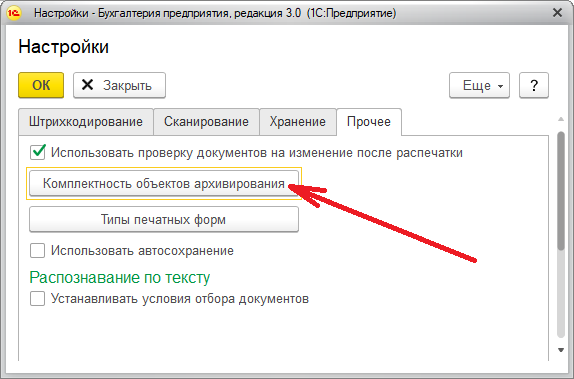 Настройки - Бухгалтерия предприятия, редакция 3.0 (1С:Предприятие)
Настройки
ОК
Закрыть
Еще
?
Штрихкодирование
Сканирование
Хранение
Прочее
Использовать проверку документов на изменение после распечатки
Комплектность объектов архивирования
Типы печатных форм
Использовать автосохранение
Распознавание по тексту
Устанавливать условия отбора документов